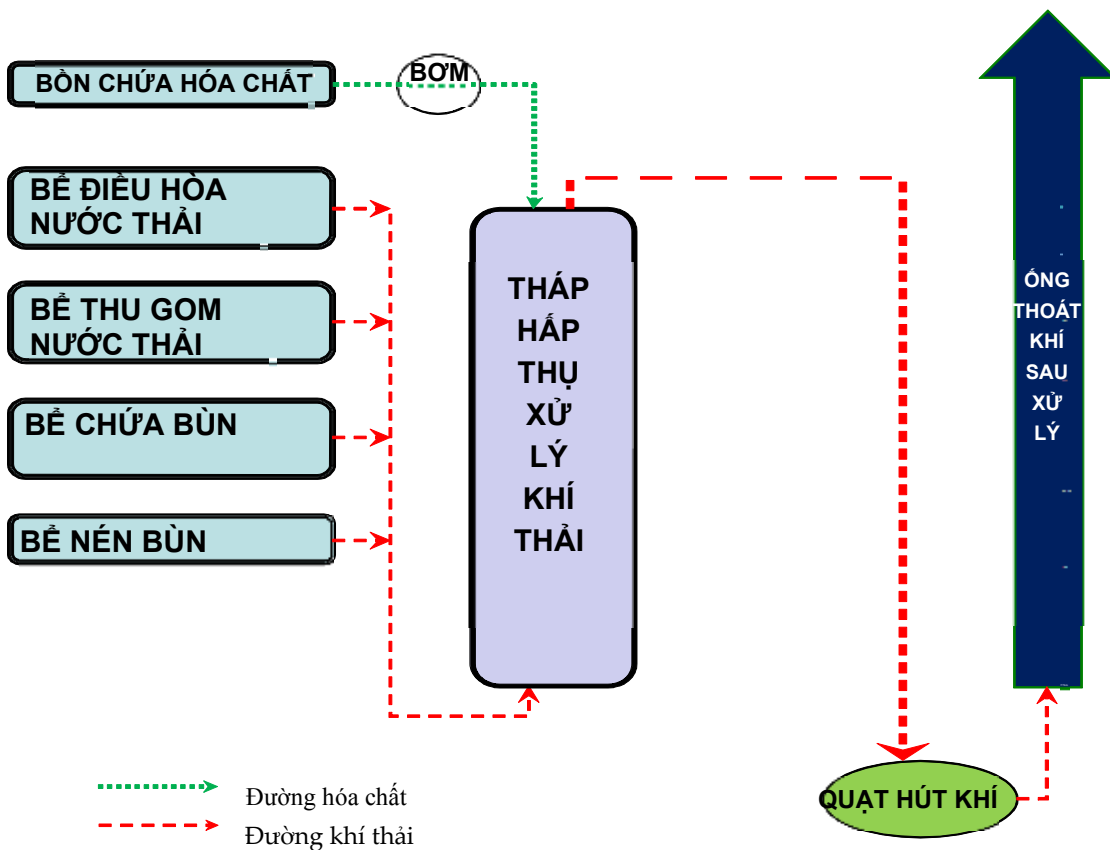 BỒN CHỨA HÓA CHẤT
BƠM
BỂ ĐIỀU HÒA
NƯỚC THẢI
BỂ THU GOM
NƯỚC THẢI
BỂ CHỨA BÙN
BỂ NÉN BÙN
THÁP
HẤP
THỤ
XỬ
LÝ
KHÍ
THẢI
ỐNG
THOÁT
KHÍ
SAU
XỬ
LÝ
QUẠT HÚT KHÍ
Đường hóa chất
Đường khí thải